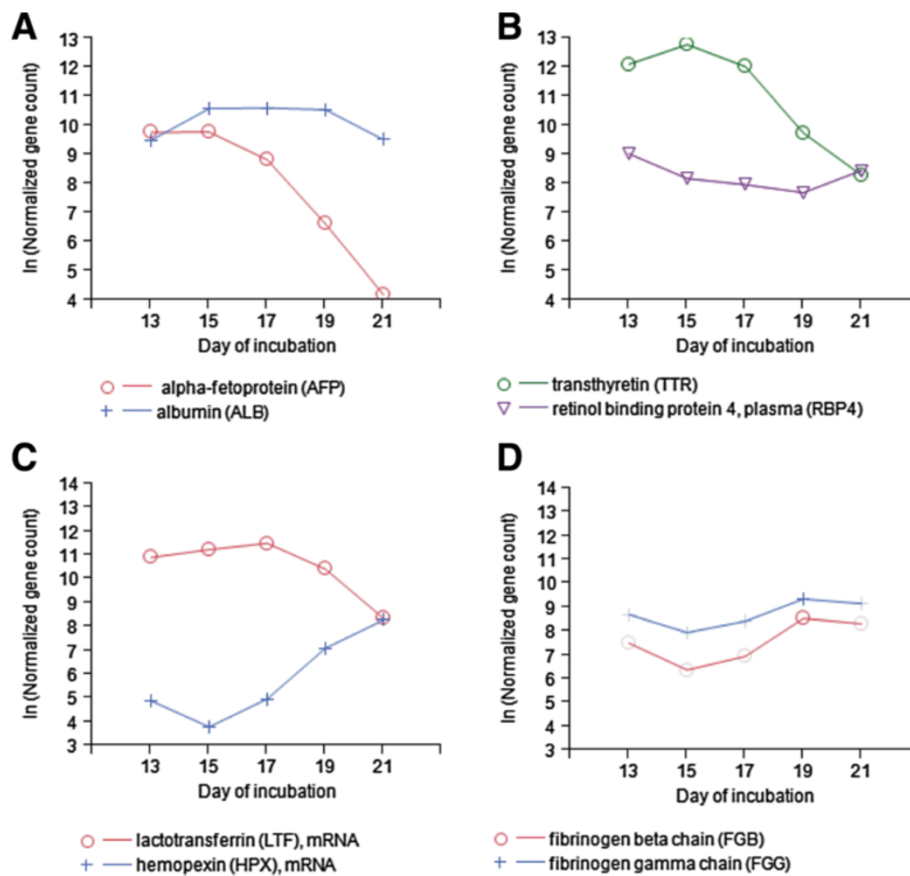 A
13
12
11
10
9
8
7
6
5
4
ln (Normalized gene count)
13 15 17 19 21
Day of incubation
alpha-fetoprotein (AFP)
albumin (ALB)
B
13
12
11
10
9
8
7
6
5
4
ln (Normalized gene count)
13 15 17 19 21
Day of incubation
transthyretin (TTR)
retinol binding protein 4, plasma (RBP4)
C
14
13
12
11
10
9
8
7
6
5
4
3
ln (Normalized gene count)
13 15 17 19 21
Day of incubation
lactotransferrin (LTF), mRNA
hemopexin (HPX), mRNA
D
14
13
12
11
10
9
8
7
6
5
4
3
ln (Normalized gene count)
13 15 17 19 21
Day of incubation
fibrinogen beta chain (FGB)
fibrinogen gamma chain (FGG)